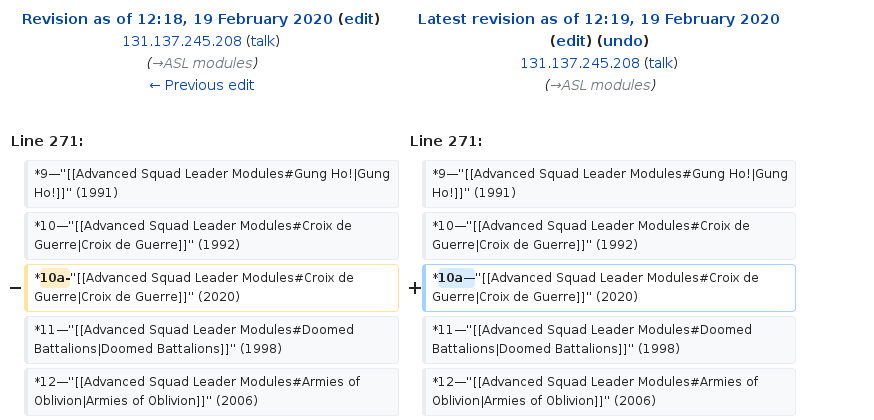 Revision as of 12:18, 19 February 2020 (edit)
131.137.245.208 (talk)
(→ASL modules)
← Previous edit
Latest revision as of 12:19, 19 February 2020
(edit) (undo)
131.137.245.208 (talk)
(→ASL modules)
Line 271:
Line 271:
*9—"[[Advanced Squad Leader Modules#Gung Ho!|Gung
Ho!]]" (1991)
*9—"[[Advanced Squad Leader Modules#Gung Ho!|Gung
Ho!]]" (1991)
*10—"[[Advanced Squad Leader Modules#Croix de
Guerre|Croix de Guerre]]" (1992)
*10—"[[Advanced Squad Leader Modules#Croix de
Guerre|Croix de Guerre]]" (1992)
− *10a-"[[Advanced Squad Leader Modules#Croix de
Guerre|Croix de Guerre]]" (2020)
+ *10a—"[[Advanced Squad Leader Modules#Croix de
Guerre|Croix de Guerre]]" (2020)
*11—"[[Advanced Squad Leader Modules#Doomed
Battalions|Doomed Battalions]]" (1998)
*11—"[[Advanced Squad Leader Modules#Doomed
Battalions|Doomed Battalions]]" (1998)
*12—"[[Advanced Squad Leader Modules#Armies of
Oblivion|Armies of Oblivion]]" (2006)
*12—"[[Advanced Squad Leader Modules#Armies of
Oblivion|Armies of Oblivion]]" (2006)